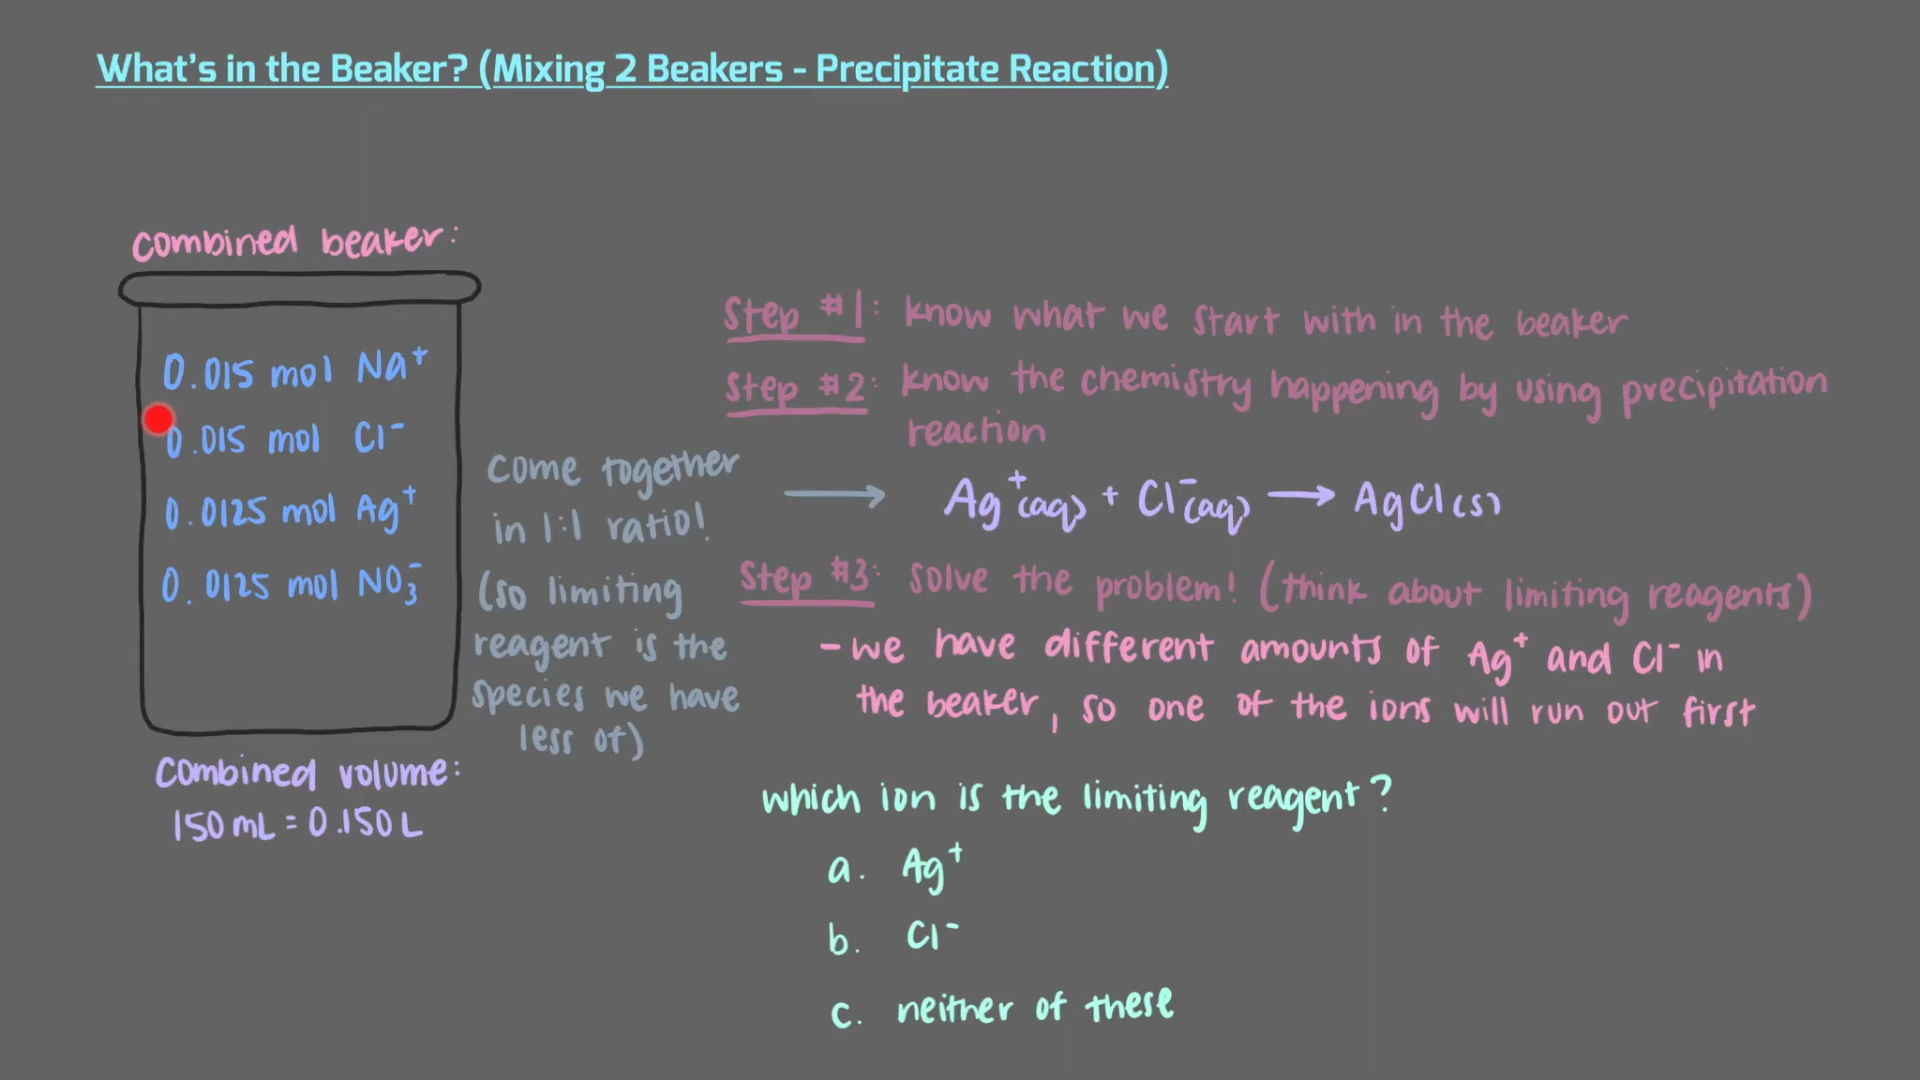 What's in the Beaker? (Mixing 2 Beakers - Precipitate Reaction)
combined beaker:
0.015 mol Na⁺
0.015 mol Cl⁻
0.0125 mol Ag⁺
0.0125 mol NO₃⁻
combined volume:
150 mL = 0.150 L
come together
in 1:1 ratio!
(so limiting
reagent is the
species we have
less of)
Step #1: know what we start with in the beaker
Step #2: know the chemistry happening by using precipitation
reaction
Ag⁺(aq) + Cl⁻(aq) → AgCl(s)
Step #3: solve the problem! (think about limiting reagents)
- we have different amounts of Ag⁺ and Cl⁻ in
the beaker, so one of the ions will run out first
which ion is the limiting reagent?
a. Ag⁺
b. Cl⁻
c. neither of these